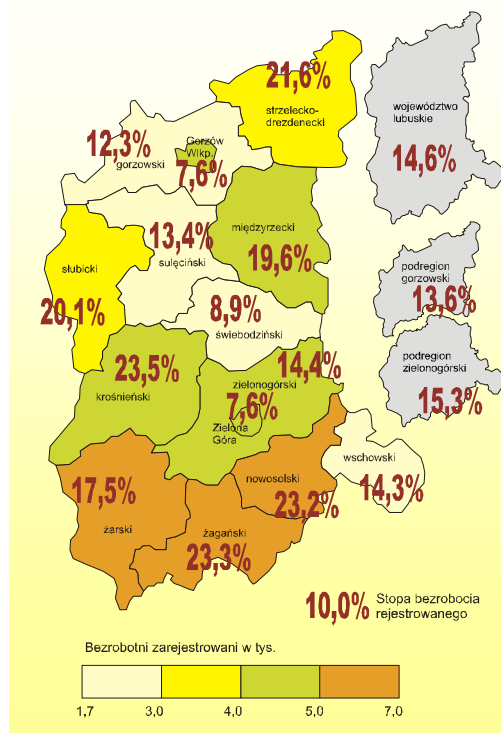 21,6%
strzelecko-
drezdenecki
województwo
lubuskie
14,6%
12,3%
gorzowski
Gorzów
Wlkp.
7,6%
13,4%
sulęciński
międzyrzecki
19,6%
słubicki
20,1%
podregion
gorzowski
13,6%
8,9%
świebodziński
podregion
zielonogórski
15,3%
23,5%
krośnieński
14,4%
zielonogórski
7,6%
Zielona
Góra
wschowski
14,3%
nowosolski
23,2%
17,5%
żarski
żagański
23,3%
10,0%
Stopa bezrobocia
rejestrowanego
Bezrobotni zarejestrowani w tys.
1,7 3,0 4,0 5,0 7,0